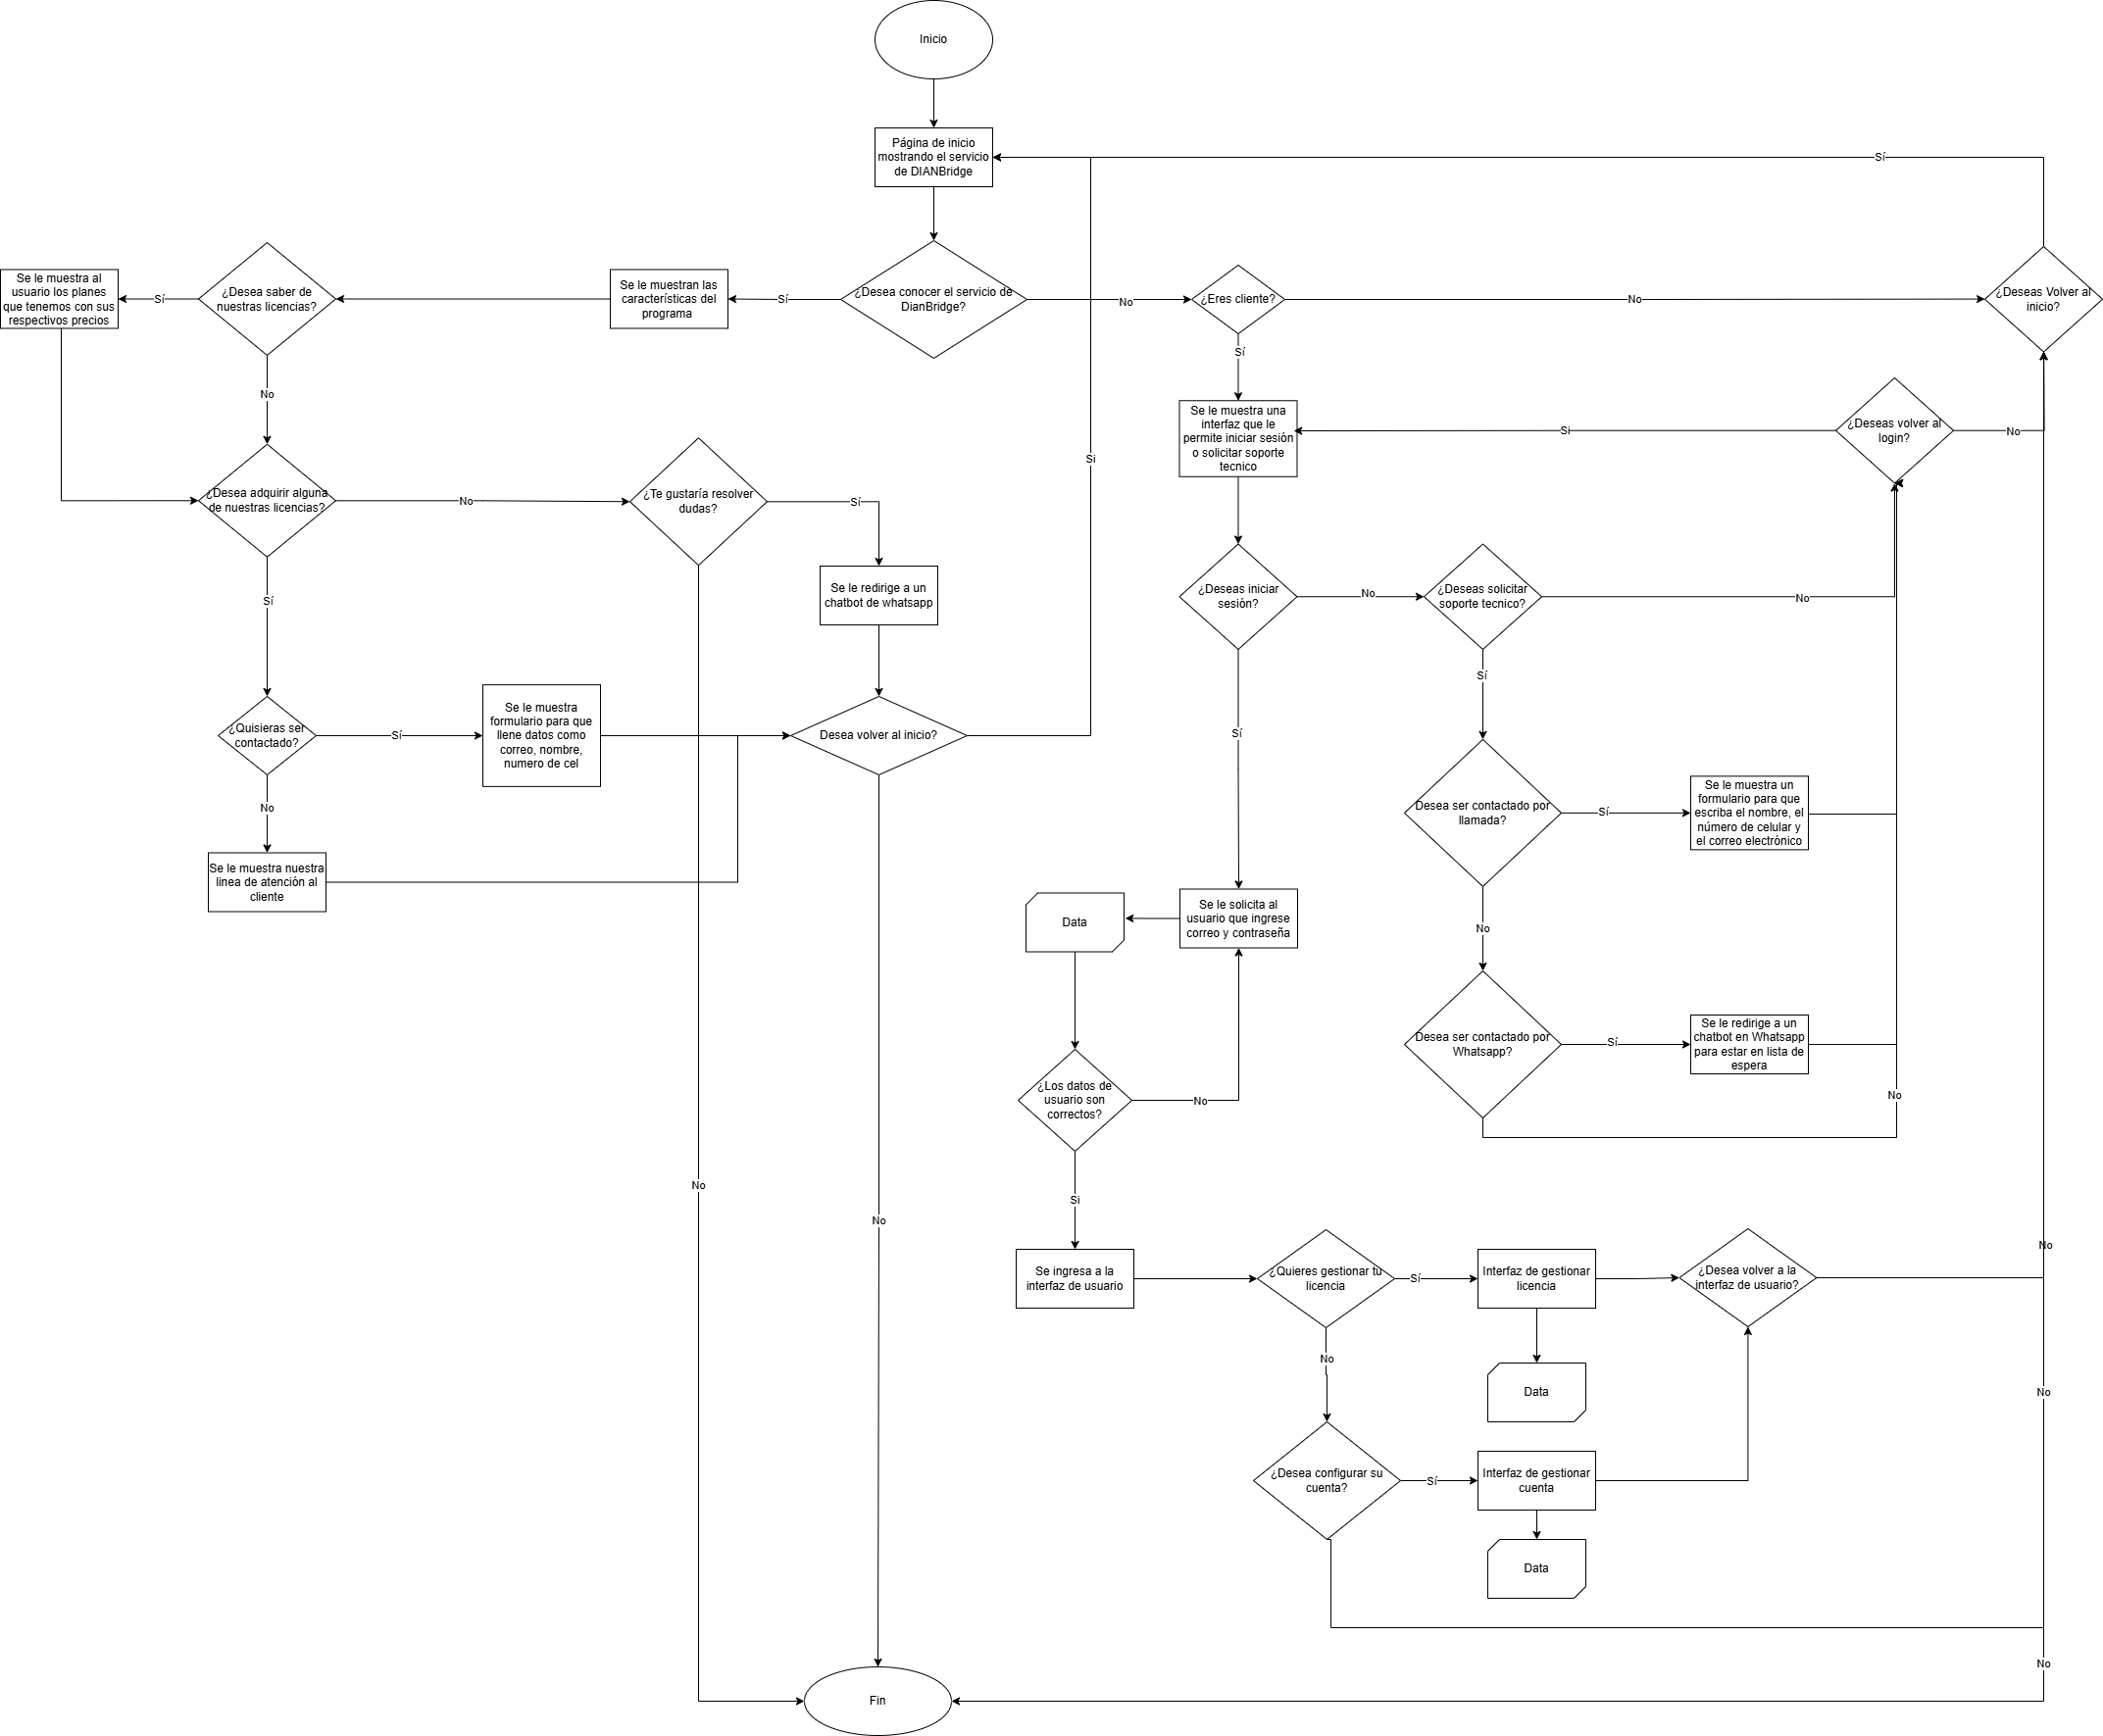 Inicio
Página de inicio
mostrando el servicio
de DIANBridge
Sí
¿Desea conocer el servicio de
DianBridge?
Sí
No
Se le muestran las
características del
programa
¿Desea saber de
nuestras licencias?
Sí
Se le muestra al
usuario los planes
que tenemos con sus
respectivos precios
No
¿Eres cliente?
No
¿Deseas Volver al
inicio?
Sí
Se le muestra una
interfaz que le
permite iniciar sesión
o solicitar soporte
tecnico
Si
¿Deseas volver al
login?
No
Si
¿Desea adquirir alguna
de nuestras licencias?
No
¿Te gustaría resolver
dudas?
Sí
Se le redirige a un
chatbot de whatsapp
Sí
¿Deseas iniciar
sesión?
No
¿Deseas solicitar
soporte tecnico?
No
Sí
Sí
¿Quisieras ser
contactado?
Sí
Se le muestra
formulario para que
llene datos como
correo, nombre,
numero de cel
Desea volver al inicio?
No
Se le muestra nuestra
linea de atención al
cliente
Desea ser contactado por
llamada?
Sí
Se le muestra un
formulario para que
escriba el nombre, el
número de celular y
el correo electrónico
No
Data
Se le solicita al
usuario que ingrese
correo y contraseña
Desea ser contactado por
Whatsapp?
Sí
Se le redirige a un
chatbot en Whatsapp
para estar en lista de
espera
No
¿Los datos de
usuario son
correctos?
No
Si
No
No
Se ingresa a la
interfaz de usuario
¿Quieres gestionar tu
licencia
Sí
Interfaz de gestionar
licencia
¿Desea volver a la
interfaz de usuario?
No
No
Data
No
¿Desea configurar su
cuenta?
Sí
Interfaz de gestionar
cuenta
Data
No
Fin